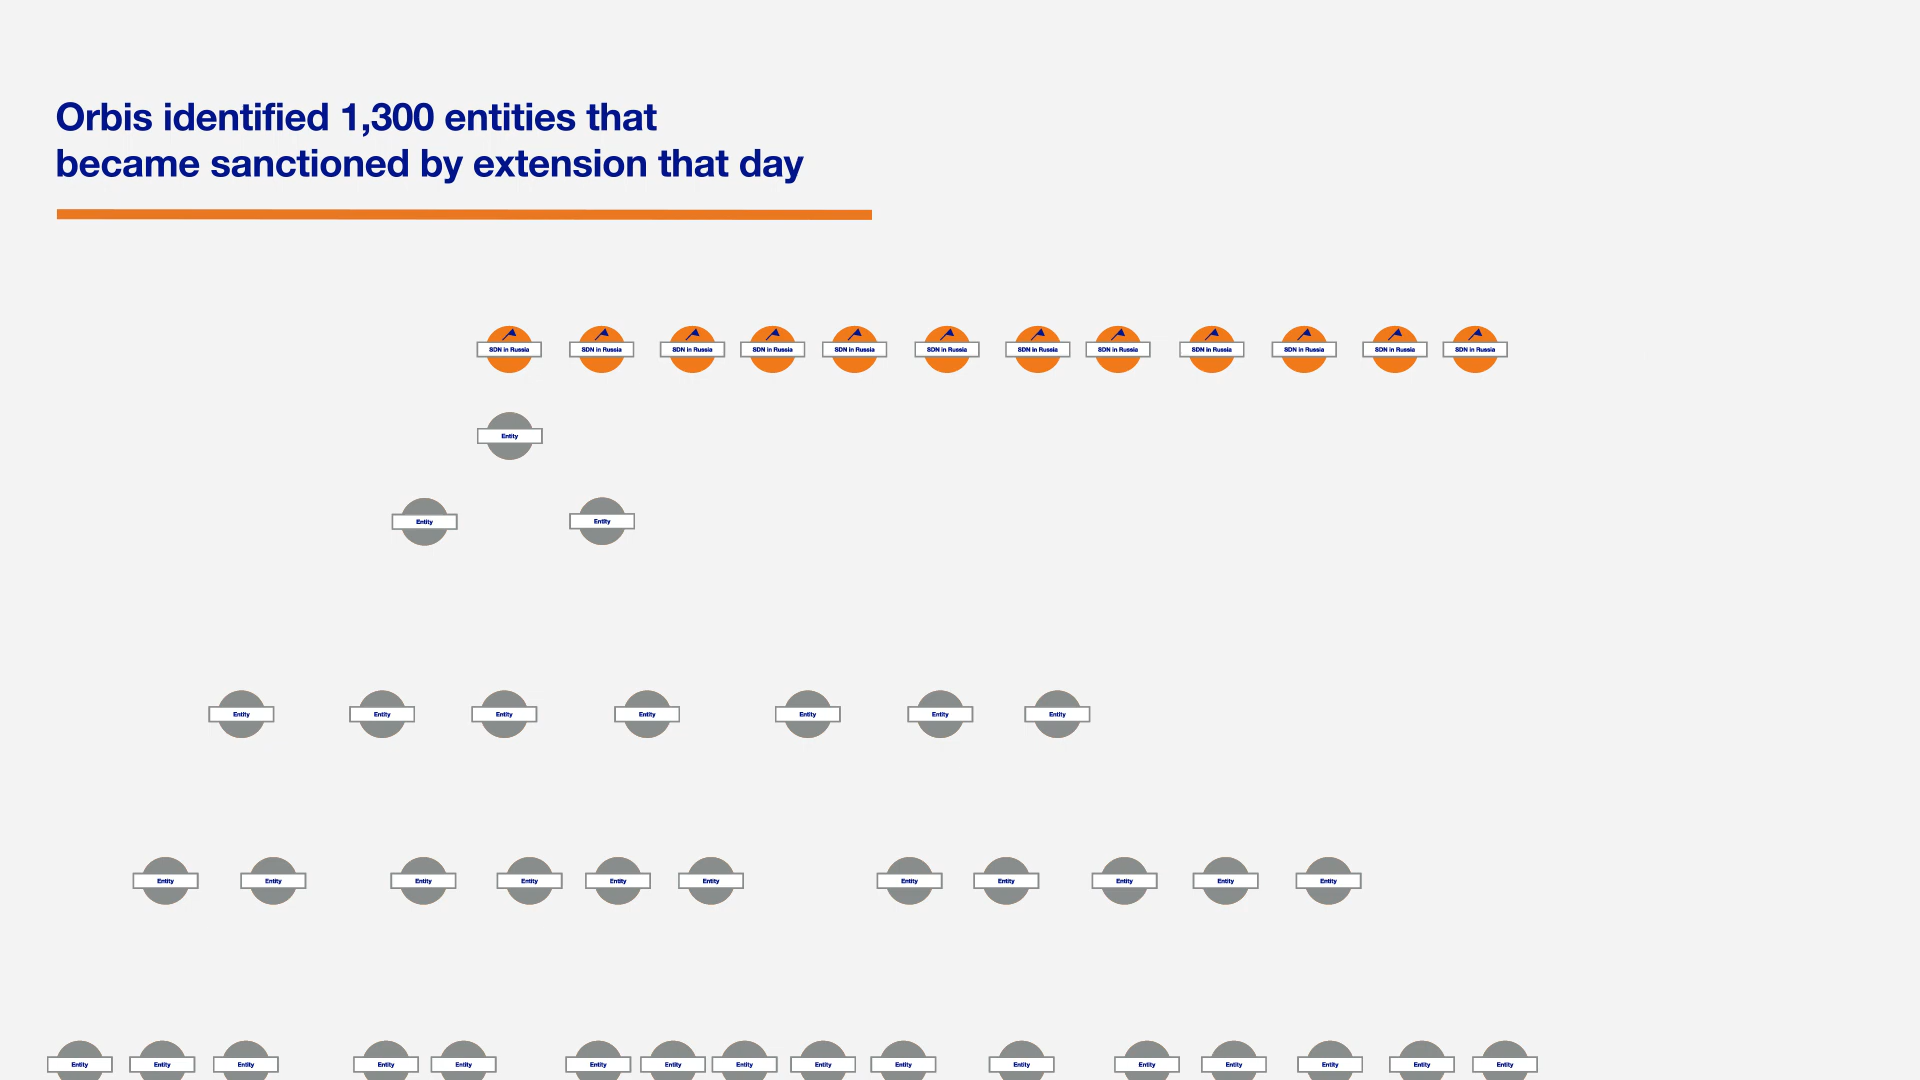 Orbis identified 1,300 entities that
became sanctioned by extension that day
SDN in Russia SDN in Russia SDN in Russia SDN in Russia SDN in Russia SDN in Russia SDN in Russia SDN in Russia SDN in Russia SDN in Russia SDN in Russia SDN in Russia
Entity
Entity Entity
Entity Entity Entity Entity Entity Entity Entity
Entity Entity Entity Entity Entity Entity Entity Entity Entity Entity Entity
Entity Entity Entity Entity Entity Entity Entity Entity Entity Entity Entity Entity Entity Entity Entity Entity